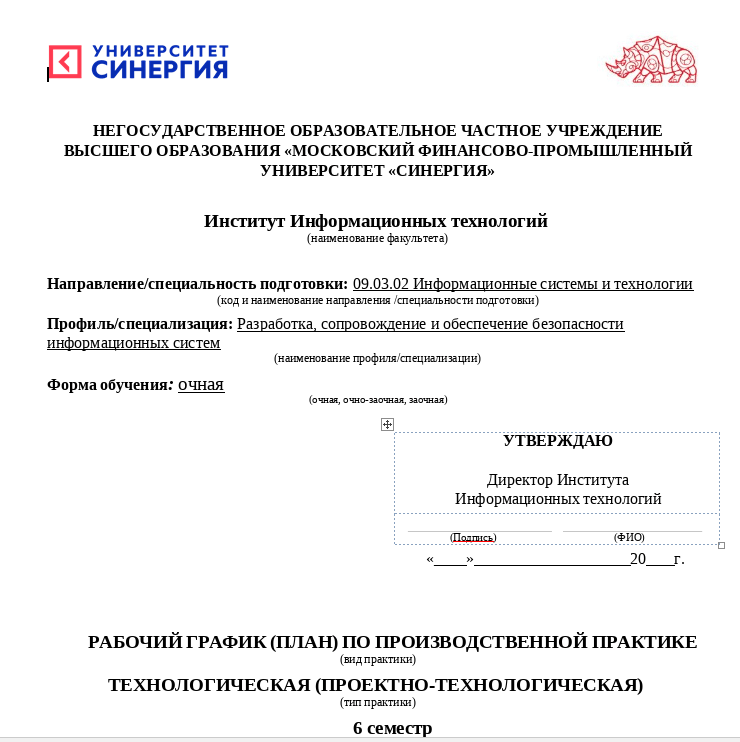 УНИВЕРСИТЕТ
СИНЕРГИЯ
НЕГОСУДАРСТВЕННОЕ ОБРАЗОВАТЕЛЬНОЕ ЧАСТНОЕ УЧРЕЖДЕНИЕ
ВЫСШЕГО ОБРАЗОВАНИЯ «МОСКОВСКИЙ ФИНАНСОВО-ПРОМЫШЛЕННЫЙ
УНИВЕРСИТЕТ «СИНЕРГИЯ»
Институт Информационных технологий
(наименование факультета)
Направление/специальность подготовки: 09.03.02 Информационные системы и технологии
(код и наименование направления /специальности подготовки)
Профиль/специализация: Разработка, сопровождение и обеспечение безопасности
информационных систем
(наименование профиля/специализации)
Форма обучения: очная
(очная, очно-заочная, заочная)
УТВЕРЖДАЮ
Директор Института
Информационных технологий
(Подпись) (ФИО)
«____»___________________20___г.
РАБОЧИЙ ГРАФИК (ПЛАН) ПО ПРОИЗВОДСТВЕННОЙ ПРАКТИКЕ
(вид практики)
ТЕХНОЛОГИЧЕСКАЯ (ПРОЕКТНО-ТЕХНОЛОГИЧЕСКАЯ)
(тип практики)
6 семестр